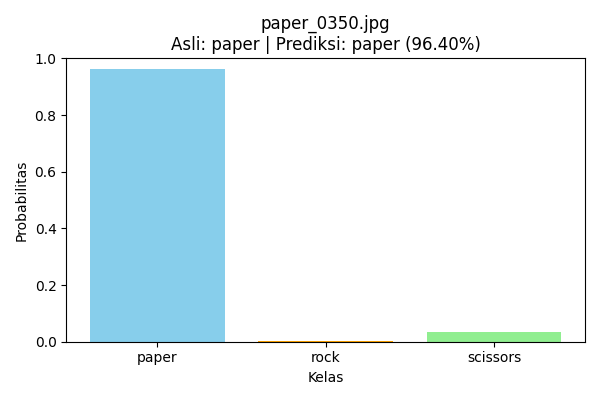 paper_0350.jpg
Asli: paper | Prediksi: paper (96.40%)
1.0
0.8
0.6
0.4
0.2
0.0
Probabilitas
paper
rock
scissors
Kelas